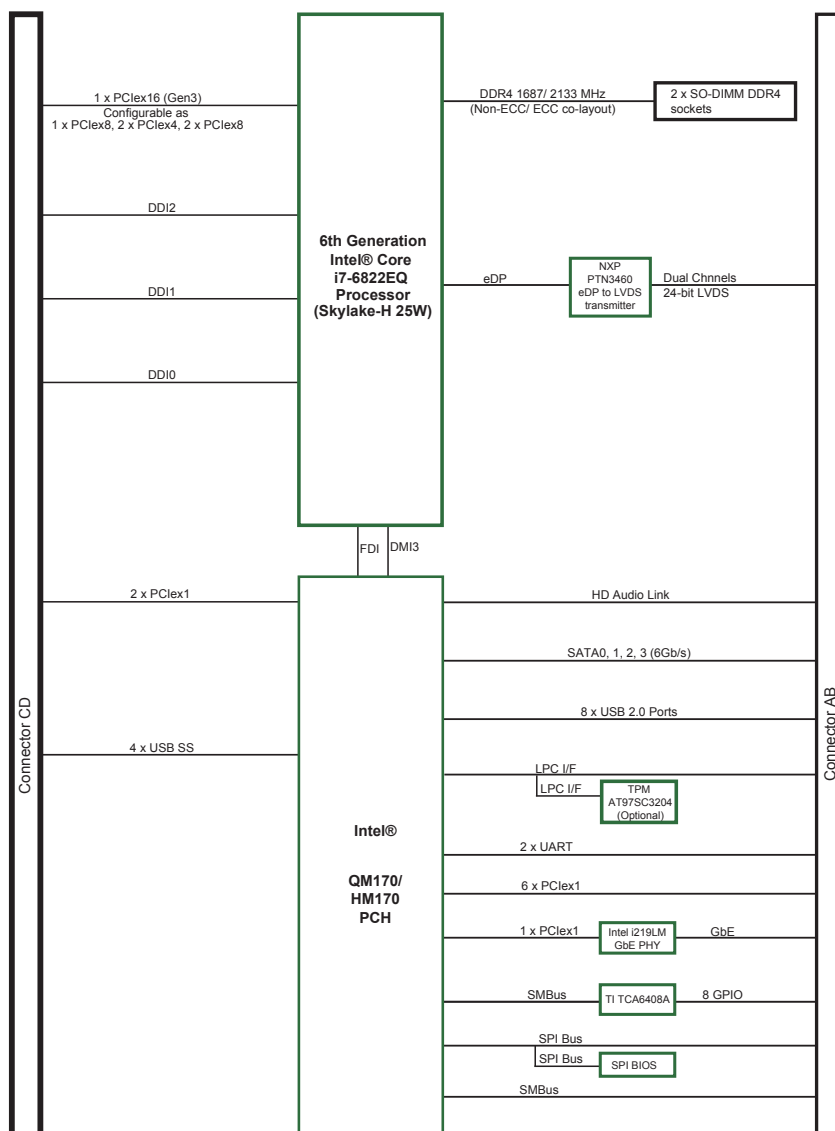 1 x PCIex16 (Gen3)
Configurable as
1 x PCIex8, 2 x PCIex4, 2 x PCIex8
DDI2
DDI1
DDI0
6th Generation
Intel® Core
i7-6822EQ
Processor
(Skylake-H 25W)
DDR4 1687/ 2133 MHz
(Non-ECC/ ECC co-layout)
2 x SO-DIMM DDR4
sockets
eDP
NXP
PTN3460
eDP to LVDS
transmitter
Dual Chnnels
24-bit LVDS
FDI
DMI3
Connector CD
2 x PCIex1
4 x USB SS
Intel®
QM170/
HM170
PCH
HD Audio Link
SATA0, 1, 2, 3 (6Gb/s)
8 x USB 2.0 Ports
LPC I/F
LPC I/F
TPM
AT97SC3204
(Optional)
2 x UART
6 x PCIex1
1 x PCIex1
Intel i219LM
GbE PHY
GbE
SMBus
TI TCA6408A
8 GPIO
SPI Bus
SPI Bus
SPI BIOS
SMBus
Connector AB